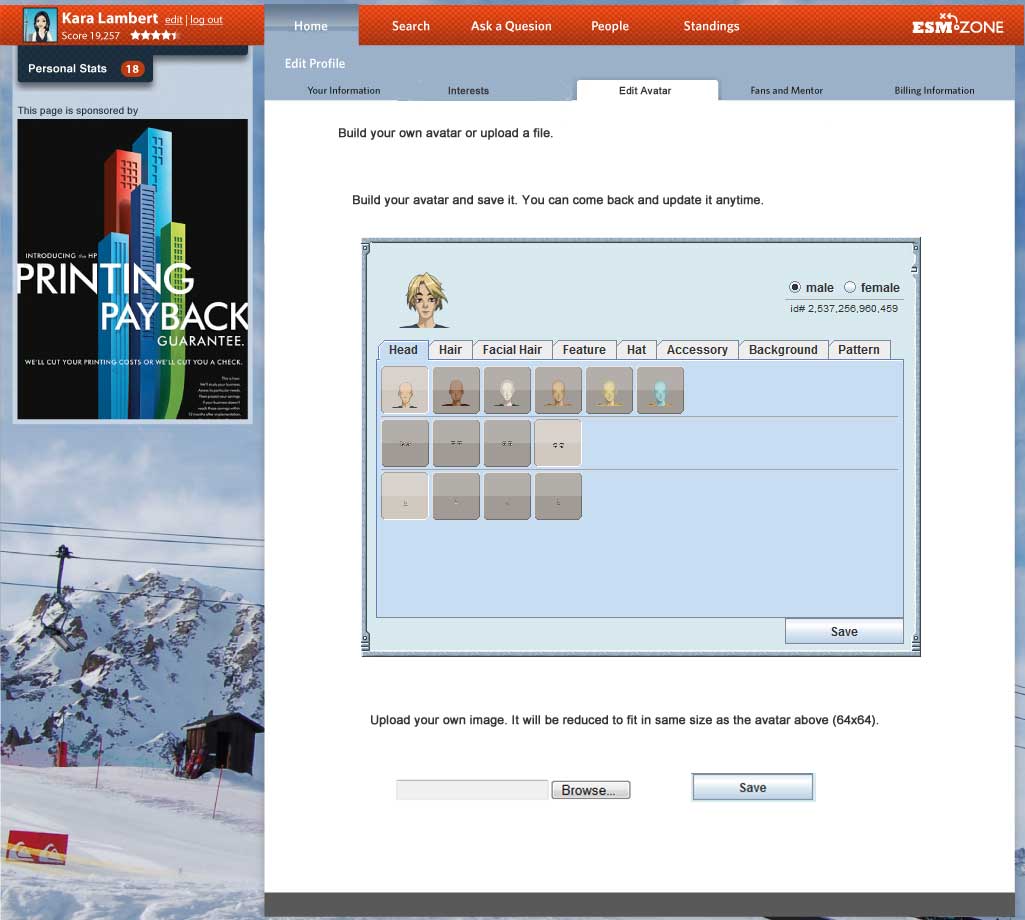 Kara Lambert edit | log out
Score 19,257
Home Search Ask a Quesion People Standings
ESM ZONE
Personal Stats 18
Edit Profile
Your Information Interests Edit Avatar Fans and Mentor Billing Information
This page is sponsored by
INTRODUCING the HP
PRINTING
PAYBACK
GUARANTEE.
WE'LL CUT YOUR PRINTING COSTS OR WE'LL CUT YOU A CHECK.
Build your own avatar or upload a file.
Build your avatar and save it. You can come back and update it anytime.
male female
id# 2,537,256,960,459
Head Hair Facial Hair Feature Hat Accessory Background Pattern
Save
Upload your own image. It will be reduced to fit in same size as the avatar above (64x64).
Browse... Save